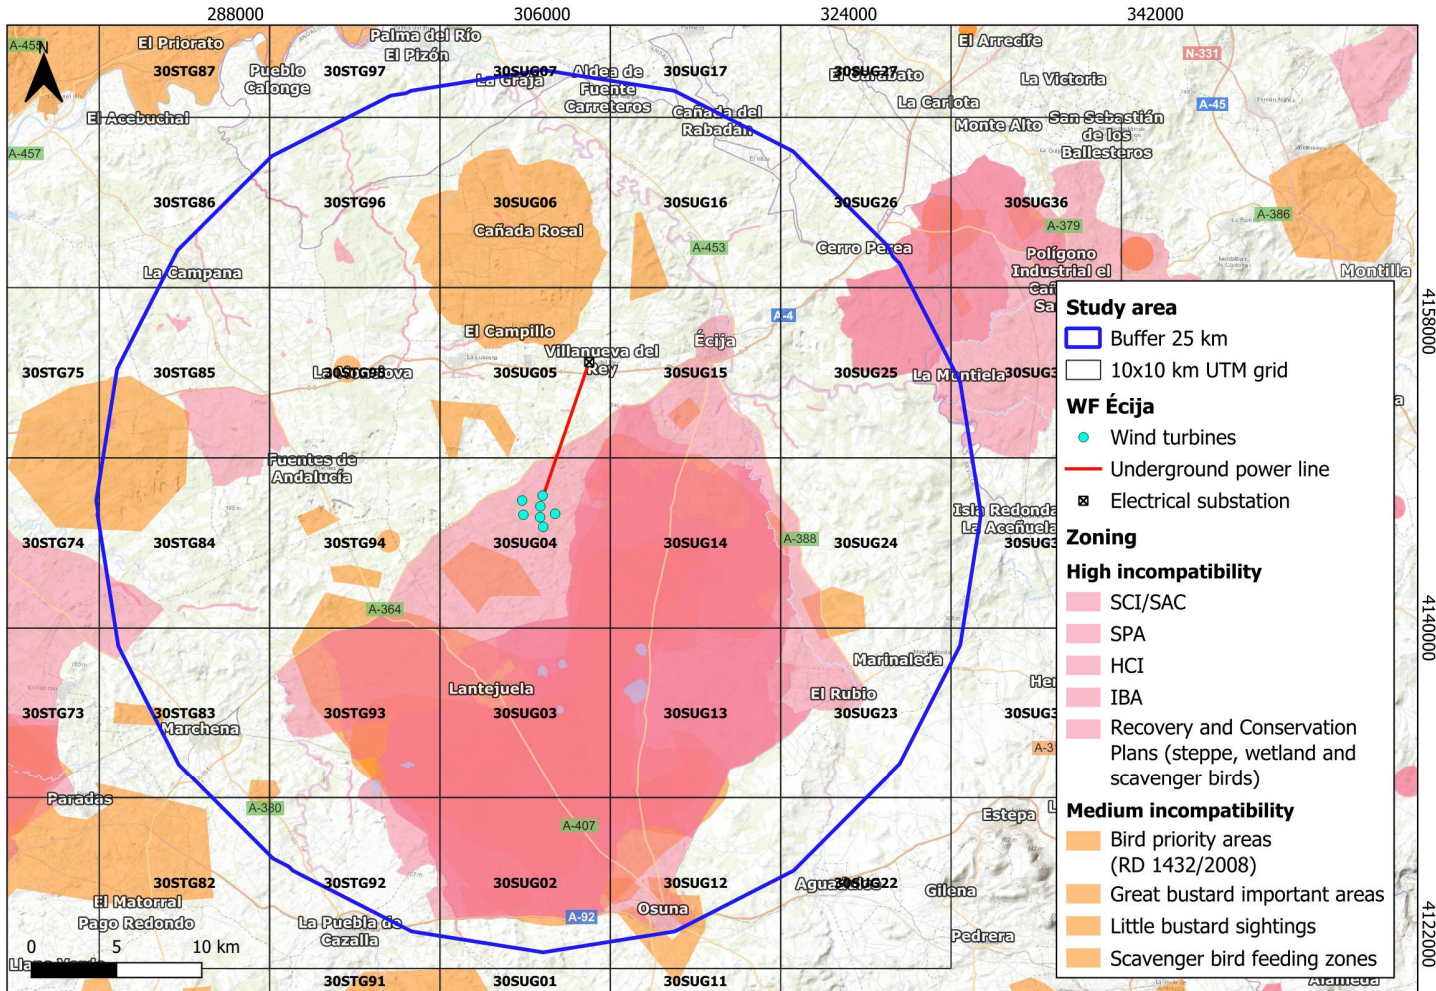 288000
306000
324000
342000
A-455
N
El Priorato
Palma del Río
El Pizón
El Arrecife
N-331
30STG87
Pueblo
Calonge
30STG97
30SUG07
La Graja
Aldea de
Fuente
Carreteros
30SUG17
30SUG27
La Victoria
La Carlota
A-45
El Acebuchal
Cañada del
Rabadán
Monte Alto
San Sebastián
de los
Ballesteros
A-457
30STG86
30STG96
30SUG06
30SUG16
30SUG26
30SUG36
Cañada Rosal
A-453
Cerro Perea
A-379
A-386
La Campana
Polígono
Industrial el
Montilla
El Campillo
A-4
Écija
4158000
Villanueva del
Rey
30STG75
30STG85
30STG95
30SUG05
30SUG15
30SUG25
La Montiela
Fuentes de
Andalucía
Isla Redonda
La Aceñuela
30STG74
30STG84
30STG94
30SUG04
30SUG14
A-388
30SUG24
A-364
4140000
Marinaleda
Lantejuela
El Rubio
30STG73
30STG83
Marchena
30STG93
30SUG03
30SUG13
30SUG23
Paradas
A-380
A-407
Estepa
30STG82
30STG92
30SUG02
30SUG12
30SUG22
Gilena
El Matorral
Pago Redondo
La Puebla de
Cazalla
A-92
Osuna
4122000
Pedrera
0 5 10 km
30STG91
30SUG01
30SUG11
Study area
Buffer 25 km
10x10 km UTM grid
WF Écija
Wind turbines
Underground power line
Electrical substation
Zoning
High incompatibility
SCI/SAC
SPA
HCI
IBA
Recovery and Conservation
Plans (steppe, wetland and
scavenger birds)
Medium incompatibility
Bird priority areas
(RD 1432/2008)
Great bustard important areas
Little bustard sightings
Scavenger bird feeding zones